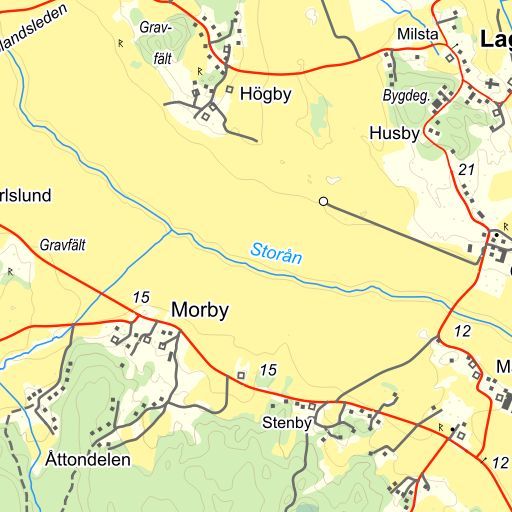 landsleden
Grav-
fält
Milsta
Lag
Högby
Bygdeg.
Husby
21
rlslund
Gravfält
Storån
15
Morby
12
15
Ma
Stenby
Åttondelen
12